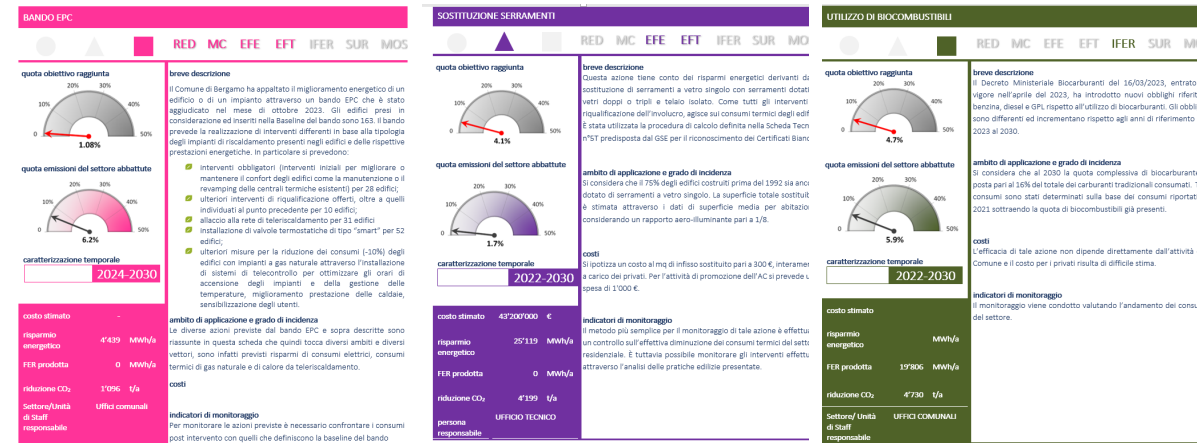 BANDO EPC
RED MC EFE EFT IFER SUR MOS
quota obiettivo raggiunta
0 10% 20% 30% 50%
1.08%
quota emissioni del settore abbattute
0 10% 20% 30% 50%
6.2%
caratterizzazione temporale
2024-2030
costo stimato -
risparmio energetico 4’439 MWh/a
FER prodotta 0 MWh/a
riduzione CO₂ 1’096 t/a
Settore/Unità di Staff responsabile Uffici comunali
breve descrizione
Il Comune di Bergamo ha appaltato il miglioramento energetico di un
edificio o di un impianto attraverso un bando EPC che è stato
aggiudicato nel mese di ottobre 2023. Gli edifici presi in
considerazione ed inseriti nella Baseline del bando sono 163. Il bando
prevede la realizzazione di interventi differenti in base alla tipologia
degli impianti di riscaldamento presenti negli edifici e delle rispettive
prestazioni energetiche. In particolare si prevedono:
interventi obbligatori (interventi iniziali per migliorare o
mantenere il confort degli edifici come la manutenzione o il
revamping delle centrali termiche esistenti) per 28 edifici;
ulteriori interventi di riqualificazione offerti, oltre a quelli
individuati al punto precedente per 10 edifici;
allaccio alla rete di teleriscaldamento per 31 edifici
installazione di valvole termostatiche di tipo “smart” per 52
edifici;
ulteriori misure per la riduzione dei consumi (-10%) degli
edifici con impianti a gas naturale attraverso l’installazione
di sistemi di telecontrollo per ottimizzare gli orari di
accensione degli impianti e della gestione delle
temperature, miglioramento prestazione delle caldaie,
sensibilizzazione degli utenti.
ambito di applicazione e grado di incidenza
Le diverse azioni previste dal bando EPC e sopra descritte sono
riassunte in questa scheda che quindi tocca diversi ambiti e diversi
vettori, sono infatti previsti risparmi di consumi elettrici, consumi
termici di gas naturale e di calore da teleriscaldamento.
costi
indicatori di monitoraggio
Per monitorare le azioni previste è necessario confrontare i consumi
post intervento con quelli che definiscono la baseline del bando
SOSTITUZIONE SERRAMENTI
RED MC EFE EFT IFER SUR MO
quota obiettivo raggiunta
0 10% 20% 30% 50%
4.1%
quota emissioni del settore abbattute
0 10% 20% 30% 50%
1.7%
caratterizzazione temporale
2022-2030
costo stimato 43’200’000 €
risparmio energetico 25’119 MWh/a
FER prodotta 0 MWh/a
riduzione CO₂ 4’199 t/a
persona responsabile UFFICIO TECNICO
breve descrizione
Questa azione tiene conto dei risparmi energetici derivanti da
sostituzione di serramenti a vetro singolo con serramenti dotati
vetri doppi o tripli e telaio isolato. Come tutti gli interventi
riqualificazione dell’involucro, agisce sui consumi termici degli edif
È stata utilizzata la procedura di calcolo definita nella Scheda Tecn
n°5T predisposta dal GSE per il riconoscimento dei Certificati Bianc
ambito di applicazione e grado di incidenza
Si considera che il 75% degli edifici costruiti prima del 1992 sia anco
dotato di serramenti a vetro singolo. La superficie totale sostituib
è stimata attraverso i dati di superficie media per abitazion
considerando un rapporto aero-illuminante pari a 1/8.
costi
Si ipotizza un costo al mq di infisso sostituito pari a 300 €, interamen
a carico dei privati. Per l’attività di promozione dell’AC si prevede u
spesa di 1’000 €.
indicatori di monitoraggio
Il metodo più semplice per il monitoraggio di tale azione è effettua
un controllo sull’effettiva diminuzione dei consumi termici del setto
residenziale. È tuttavia possibile monitorare gli interventi effettu
attraverso l’analisi delle pratiche edilizie presentate.
UTILIZZO DI BIOCOMBUSTIBILI
RED MC EFE EFT IFER SUR M
quota obiettivo raggiunta
0 10% 20% 30% 50%
4.7%
quota emissioni del settore abbattute
0 10% 20% 30% 50%
5.9%
caratterizzazione temporale
2022-2030
costo stimato
risparmio energetico MWh/a
FER prodotta 19’806 MWh/a
riduzione CO₂ 4’730 t/a
Settore/ Unità di Staff responsabile UFFICI COMUNALI
breve descrizione
Il Decreto Ministeriale Biocarburanti del 16/03/2023, entrato
vigore nell’aprile del 2023, ha introdotto nuovi obblighi riferit
benzina, diesel e GPL rispetto all’utilizzo di biocarburanti. Gli obbli
sono differenti ed incrementano rispetto agli anni di riferimento
2023 al 2030.
ambito di applicazione e grado di incidenza
Si considera che al 2030 la quota complessiva di biocarburante
posta pari al 16% del totale dei carburanti tradizionali consumati. T
consumi sono stati determinati sulla base dei consumi riportati
2021 sottraendo la quota di biocombustibili già presenti.
costi
L’efficacia di tale azione non dipende direttamente dall’attività
Comune e il costo per i privati risulta di difficile stima.
indicatori di monitoraggio
Il monitoraggio viene condotto valutando l’andamento dei consu
del settore.